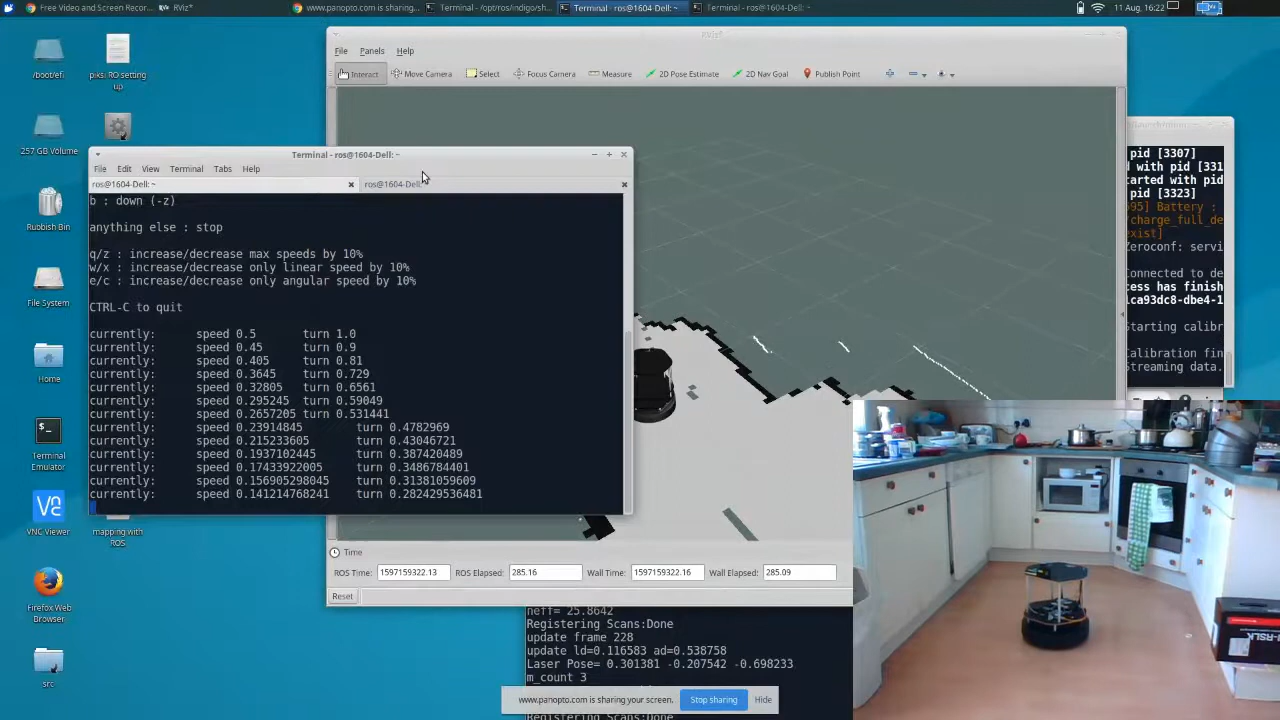 Free Video and Screen Recor...
RViz*
www.panopto.com is sharing...
Terminal - /opt/ros/indigo/sh...
Terminal - ros@1604-Dell: ~
Terminal - ros@1604-Dell: ~
11 Aug, 16:22
/boot/efi
piksi RO setting up
257 GB Volume
Rubbish Bin
File System
Home
Terminal Emulator
VNC Viewer
mapping with ROS
Firefox Web Browser
src
RViz*
File Panels Help
Interact Move Camera Select Focus Camera Measure 2D Pose Estimate 2D Nav Goal Publish Point
Terminal - ros@1604-Dell: ~
File Edit View Terminal Tabs Help
ros@1604-Dell: ~
ros@1604-Dell:
b : down (-z)
anything else : stop
q/z : increase/decrease max speeds by 10%
w/x : increase/decrease only linear speed by 10%
e/c : increase/decrease only angular speed by 10%
CTRL-C to quit
currently: speed 0.5 turn 1.0
currently: speed 0.45 turn 0.9
currently: speed 0.405 turn 0.81
currently: speed 0.3645 turn 0.729
currently: speed 0.32805 turn 0.6561
currently: speed 0.295245 turn 0.59049
currently: speed 0.2657205 turn 0.531441
currently: speed 0.23914845 turn 0.4782969
currently: speed 0.215233605 turn 0.43046721
currently: speed 0.1937102445 turn 0.387420489
currently: speed 0.17433922005 turn 0.3486784401
currently: speed 0.156905298045 turn 0.31381059609
currently: speed 0.141214768241 turn 0.282429536481
pid [3307]
d with pid [331
tarted with pid
pid [3323]
95] Battery :
/charge_full_de
exist]
Zeroconf: servi
Connected to de
cess has finish
1ca93dc8-dbe4-1
Starting calibr
Calibration fin
Streaming data.
Time
ROS Time: 1597159322.13 ROS Elapsed: 285.16 Wall Time: 1597159322.16 Wall Elapsed: 285.09
Reset
neff= 25.8642
Registering Scans:Done
update frame 228
update ld=0.116583 ad=0.538758
Laser Pose= 0.301381 -0.207542 -0.698233
m_count 3
www.panopto.com is sharing your screen. Stop sharing Hide
Registering Scans:Done
I-RSLK